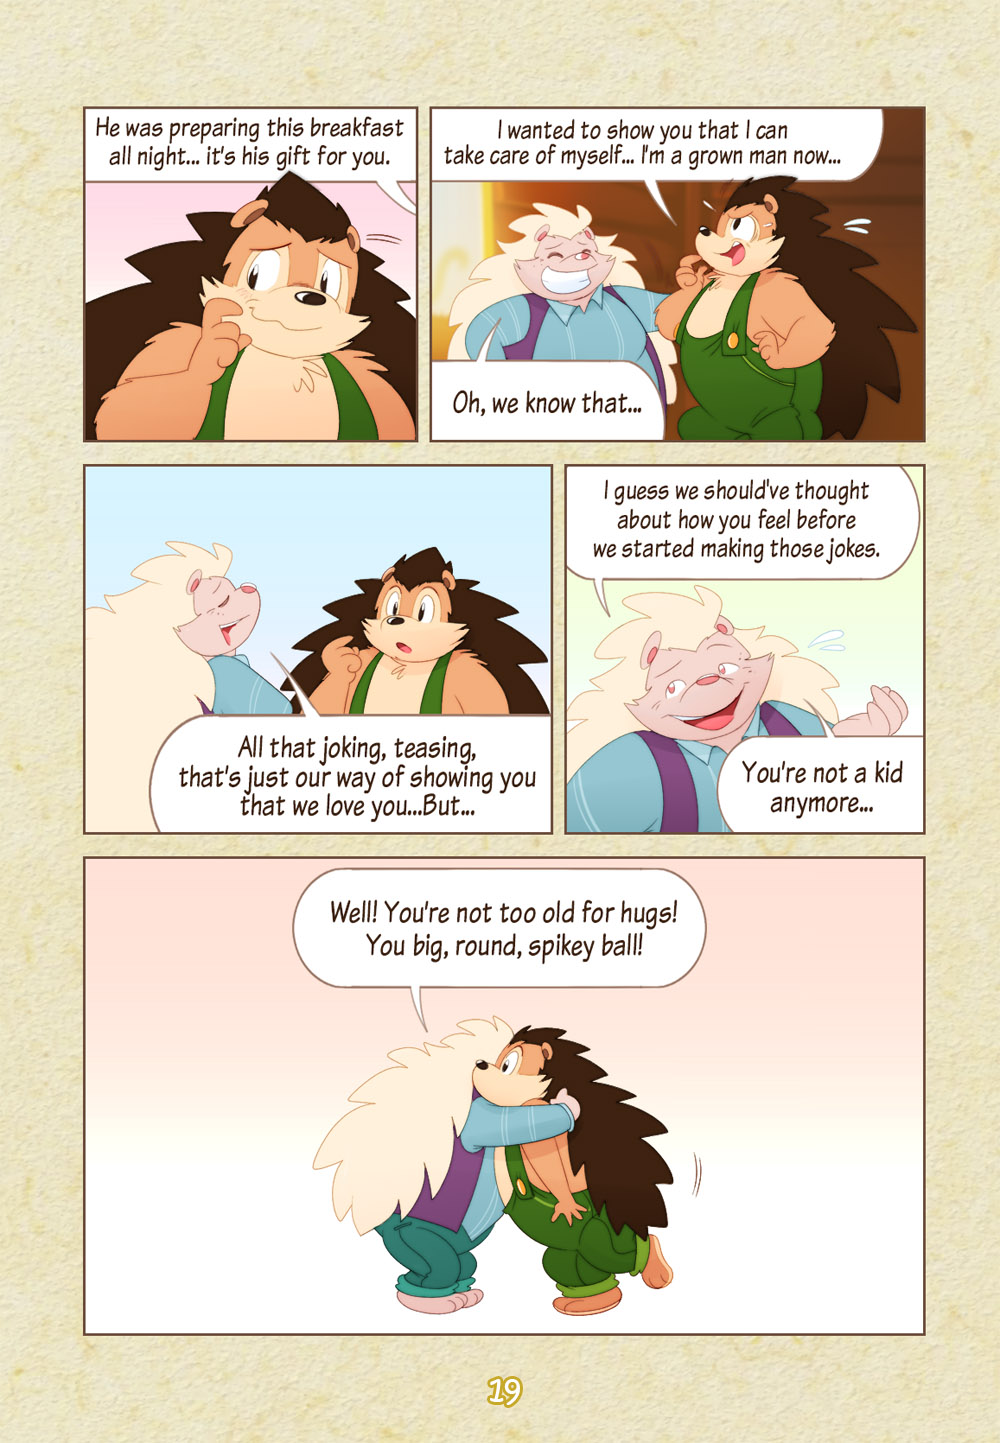 He was preparing this breakfast
all night... it's his gift for you.
I wanted to show you that I can
take care of myself... I'm a grown man now...
Oh, we know that...
All that joking, teasing,
that's just our way of showing you
that we love you...But...
I guess we should've thought
about how you feel before
we started making those jokes.
You're not a kid
anymore...
Well! You're not too old for hugs!
You big, round, spikey ball!
19